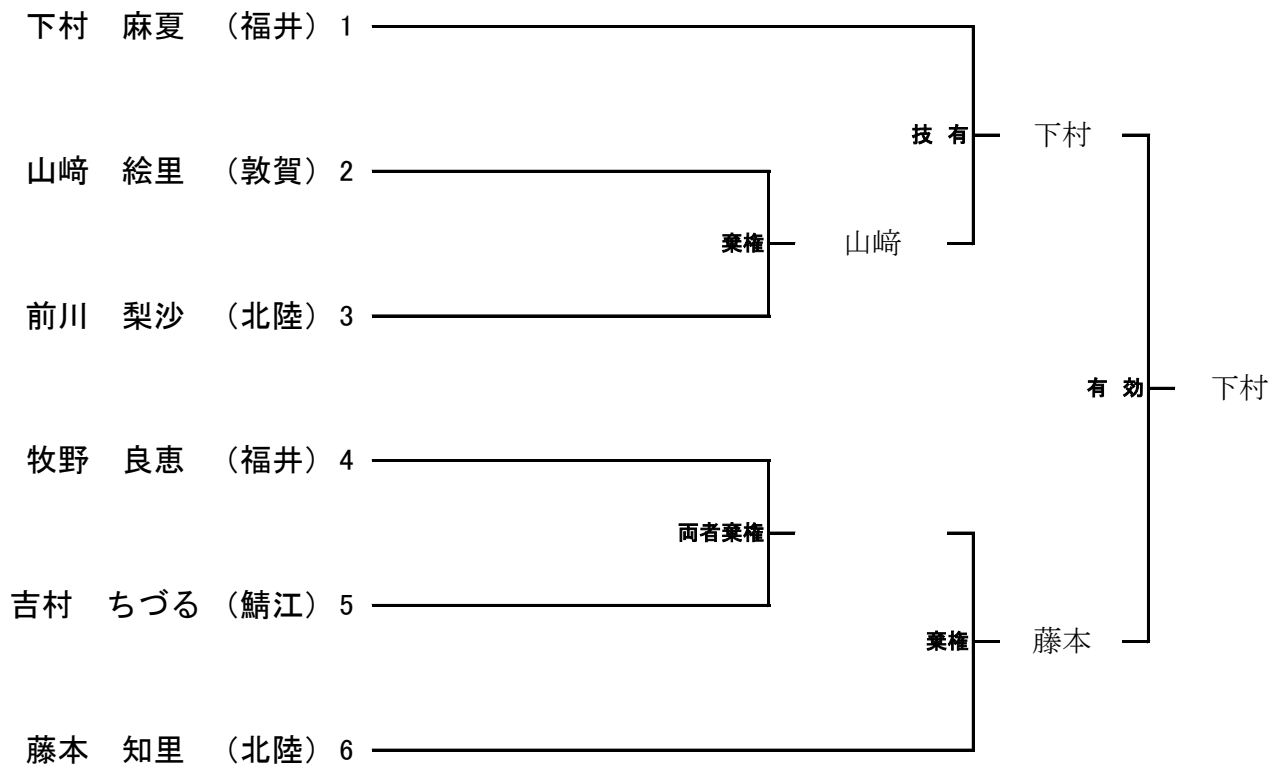 下村　麻夏　（福井）1
技 有　下村
山﨑　絵里　（敦賀）2
棄権　山﨑
前川　梨沙　（北陸）3
有 効　下村
牧野　良恵　（福井）4
両者棄権
吉村　ちづる（鯖江）5
棄権　藤本
藤本　知里　（北陸）6